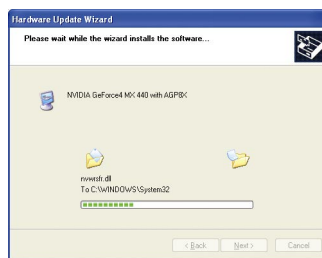 Hardware Update Wizard
Please wait while the wizard installs the software...
NVIDIA GeForce4 MX 440 with AGP8X
nvwrsfr.dll
To C:\WINDOWS\System32
< Back Next > Cancel